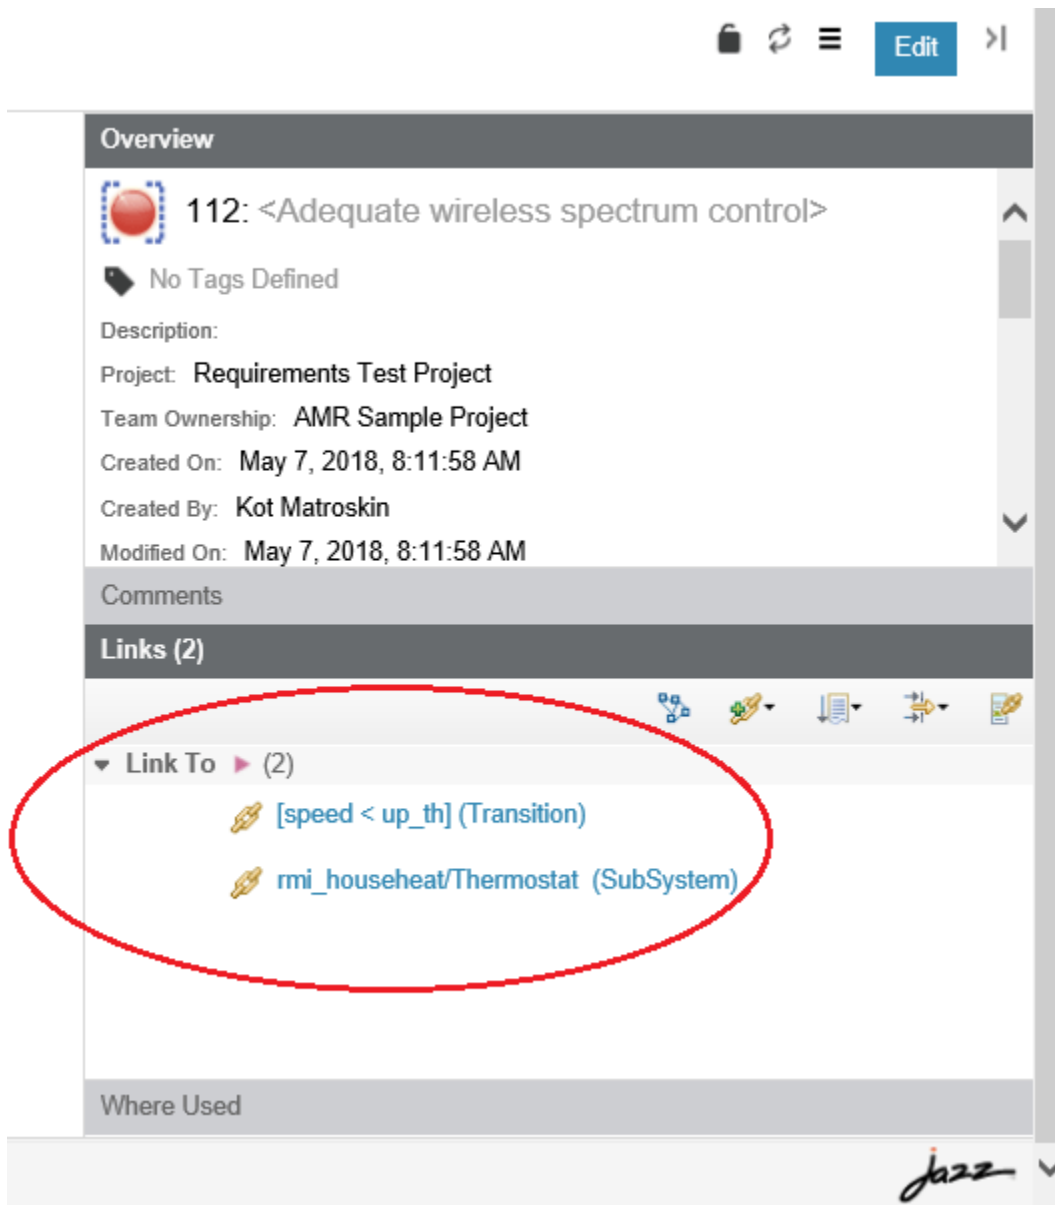 Edit
Overview
112: <Adequate wireless spectrum control>
No Tags Defined
Description:
Project: Requirements Test Project
Team Ownership: AMR Sample Project
Created On: May 7, 2018, 8:11:58 AM
Created By: Kot Matroskin
Modified On: May 7, 2018, 8:11:58 AM
Comments
Links (2)
Link To (2)
[speed < up_th] (Transition)
rmi_househeat/Thermostat (SubSystem)
Where Used
jazz